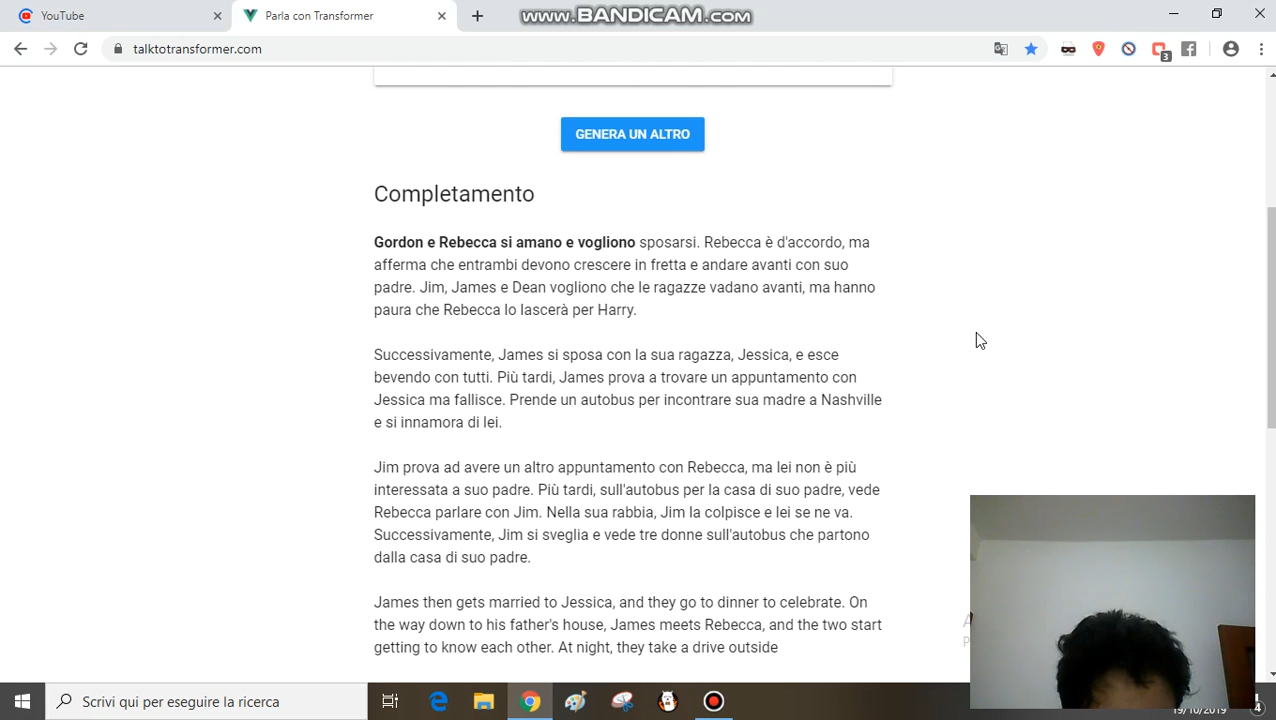 www.BANDICAM.com
YouTube
Parla con Transformer
talktotransformer.com
3
GENERA UN ALTRO
Completamento
Gordon e Rebecca si amano e vogliono sposarsi. Rebecca è d'accordo, ma
afferma che entrambi devono crescere in fretta e andare avanti con suo
padre. Jim, James e Dean vogliono che le ragazze vadano avanti, ma hanno
paura che Rebecca lo lascerà per Harry.
Successivamente, James si sposa con la sua ragazza, Jessica, e esce
bevendo con tutti. Più tardi, James prova a trovare un appuntamento con
Jessica ma fallisce. Prende un autobus per incontrare sua madre a Nashville
e si innamora di lei.
Jim prova ad avere un altro appuntamento con Rebecca, ma lei non è più
interessata a suo padre. Più tardi, sull'autobus per la casa di suo padre, vede
Rebecca parlare con Jim. Nella sua rabbia, Jim la colpisce e lei se ne va.
Successivamente, Jim si sveglia e vede tre donne sull'autobus che partono
dalla casa di suo padre.
James then gets married to Jessica, and they go to dinner to celebrate. On
the way down to his father's house, James meets Rebecca, and the two start
getting to know each other. At night, they take a drive outside
Scrivi qui per eseguire la ricerca
19/10/2019